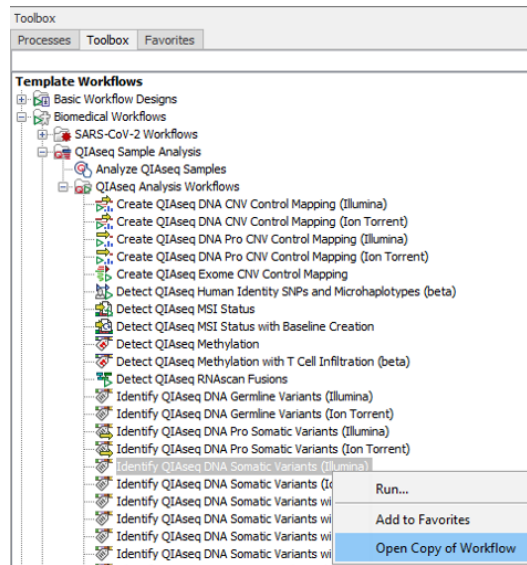 Toolbox
Processes Toolbox Favorites
Template Workflows
Basic Workflow Designs
Biomedical Workflows
SARS-CoV-2 Workflows
QIAseq Sample Analysis
Analyze QIAseq Samples
QIAseq Analysis Workflows
Create QIAseq DNA CNV Control Mapping (Illumina)
Create QIAseq DNA CNV Control Mapping (Ion Torrent)
Create QIAseq DNA Pro CNV Control Mapping (Illumina)
Create QIAseq DNA Pro CNV Control Mapping (Ion Torrent)
Create QIAseq Exome CNV Control Mapping
Detect QIAseq Human Identity SNPs and Microhaplotypes (beta)
Detect QIAseq MSI Status
Detect QIAseq MSI Status with Baseline Creation
Detect QIAseq Methylation
Detect QIAseq Methylation with T Cell Infiltration (beta)
Detect QIAseq RNAscan Fusions
Identify QIAseq DNA Germline Variants (Illumina)
Identify QIAseq DNA Germline Variants (Ion Torrent)
Identify QIAseq DNA Pro Somatic Variants (Illumina)
Identify QIAseq DNA Pro Somatic Variants (Ion Torrent)
Identify QIAseq DNA Somatic Variants (Illumina)
Identify QIAseq DNA Somatic Variants (Io
Run...
Identify QIAseq DNA Somatic Variants wi
Identify QIAseq DNA Somatic Variants wi
Add to Favorites
Identify QIAseq DNA Somatic Variants wi
Open Copy of Workflow
Identify QIAseq DNA Somatic Variants wi